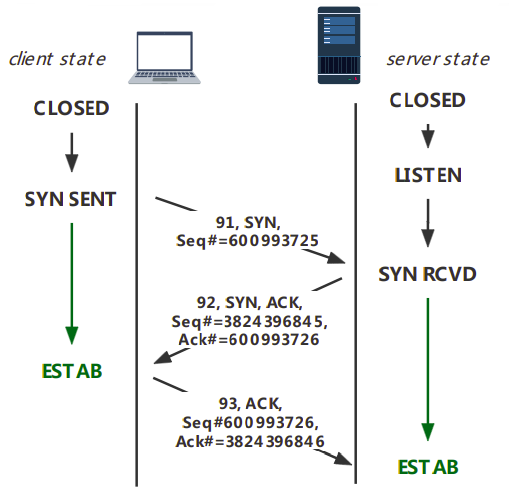 client state
server state
CLOSED
CLOSED
LISTEN
SYN SENT
91, SYN,
Seq#=600993725
SYN RCVD
92, SYN, ACK,
Seq#=3824396845,
Ack#=600993726
ESTAB
93, ACK,
Seq#600993726,
Ack#=3824396846
ESTAB